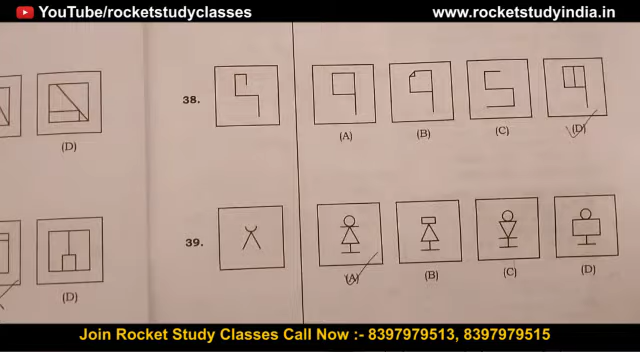 YouTube/rocketstudyclasses
www.rocketstudyindia.in
38.
(A)
(B)
(C)
(D)
(D)
39.
(A)
(B)
(C)
(D)
(D)
Join Rocket Study Classes Call Now :- 8397979513, 8397979515